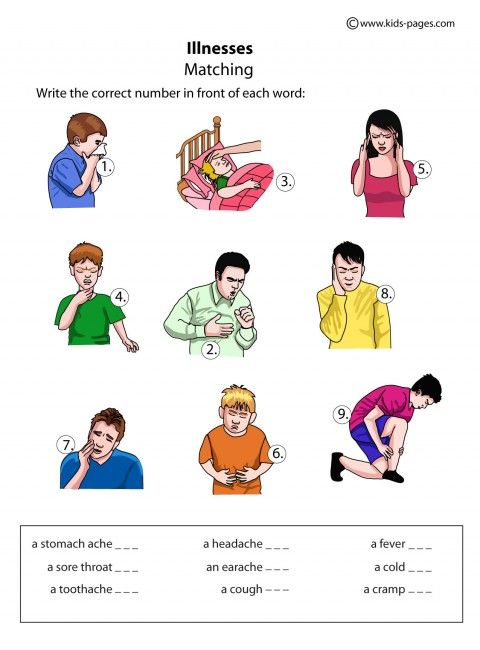 ©www.kids-pages.com
Illnesses
Matching
Write the correct number in front of each word:
1.
3.
5.
4.
2.
8.
7.
6.
9.
a stomach ache _ _ _ a headache _ _ _ a fever _ _ _
a sore throat _ _ _ an earache _ _ _ a cold _ _ _
a toothache _ _ _ a cough _ _ _ a cramp _ _ _